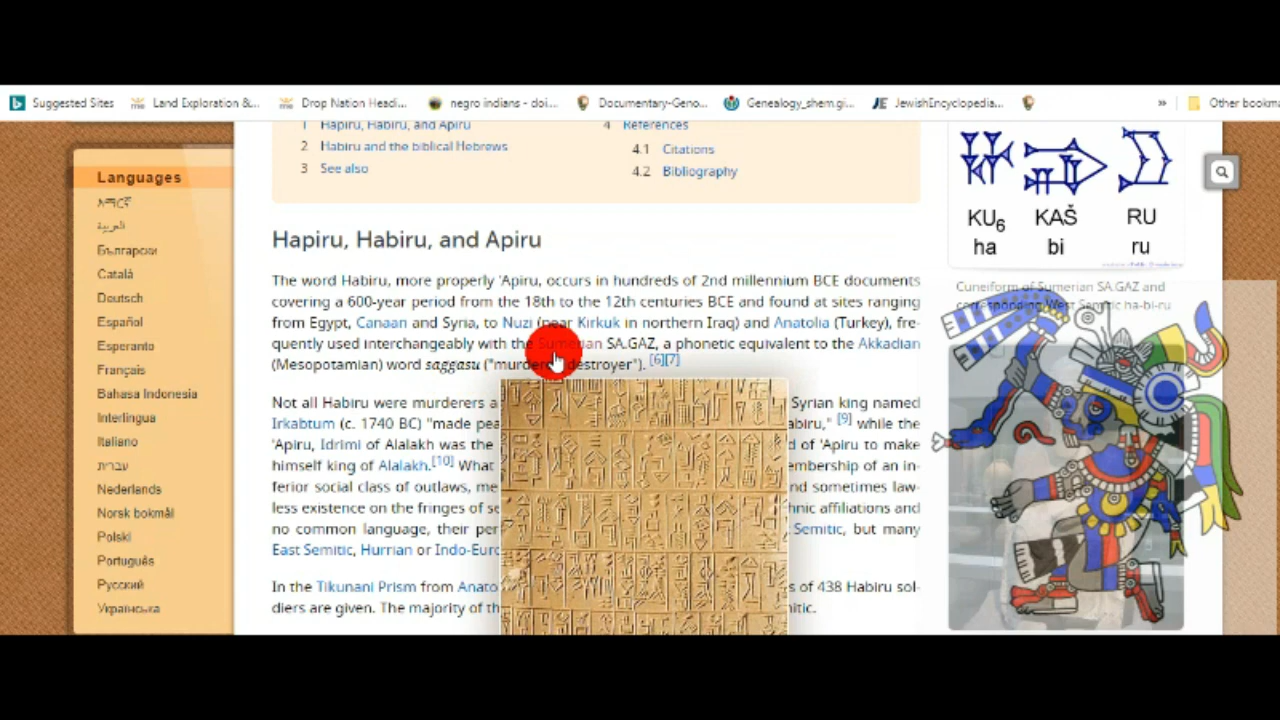 Suggested Sites
Land Exploration &...
Drop Nation Headi...
negro indians - doi...
Documentary-Geno...
Genealogy_shem.gi...
JewishEncyclopedia...
»
Other bookma
Languages
አማርኛ
العربية
Български
Català
Deutsch
Español
Esperanto
Français
Bahasa Indonesia
Interlingua
Italiano
עברית
Nederlands
Norsk bokmål
Polski
Português
Русский
Українська
1 Hapiru, Habiru, and Apiru
2 Habiru and the biblical Hebrews
3 See also
4 References
4.1 Citations
4.2 Bibliography
Hapiru, Habiru, and Apiru
The word Habiru, more properly 'Apiru, occurs in hundreds of 2nd millennium BCE documents
covering a 600-year period from the 18th to the 12th centuries BCE and found at sites ranging
from Egypt, Canaan and Syria, to Nuzi (near Kirkuk in northern Iraq) and Anatolia (Turkey), fre-
quently used interchangeably with the Sumerian SA.GAZ, a phonetic equivalent to the Akkadian
(Mesopotamian) word saggasu ("murderer destroyer"). [6][7]
Not all Habiru were murderers a Syrian king named
Irkabtum (c. 1740 BC) "made pea abiru," [9] while the
'Apiru, Idrimi of Alalakh was the d of 'Apiru to make
himself king of Alalakh.[10] What embership of an in-
ferior social class of outlaws, me nd sometimes law-
less existence on the fringes of se hnic affiliations and
no common language, their per Semitic, but many
East Semitic, Hurrian or Indo-Euro
In the Tikunani Prism from Anato s of 438 Habiru sol-
diers are given. The majority of th nitic.
KU6 KAŠ RU
ha bi ru
Cuneiform of Sumerian SA.GAZ and
corresponding West Semitic ha-bi-ru